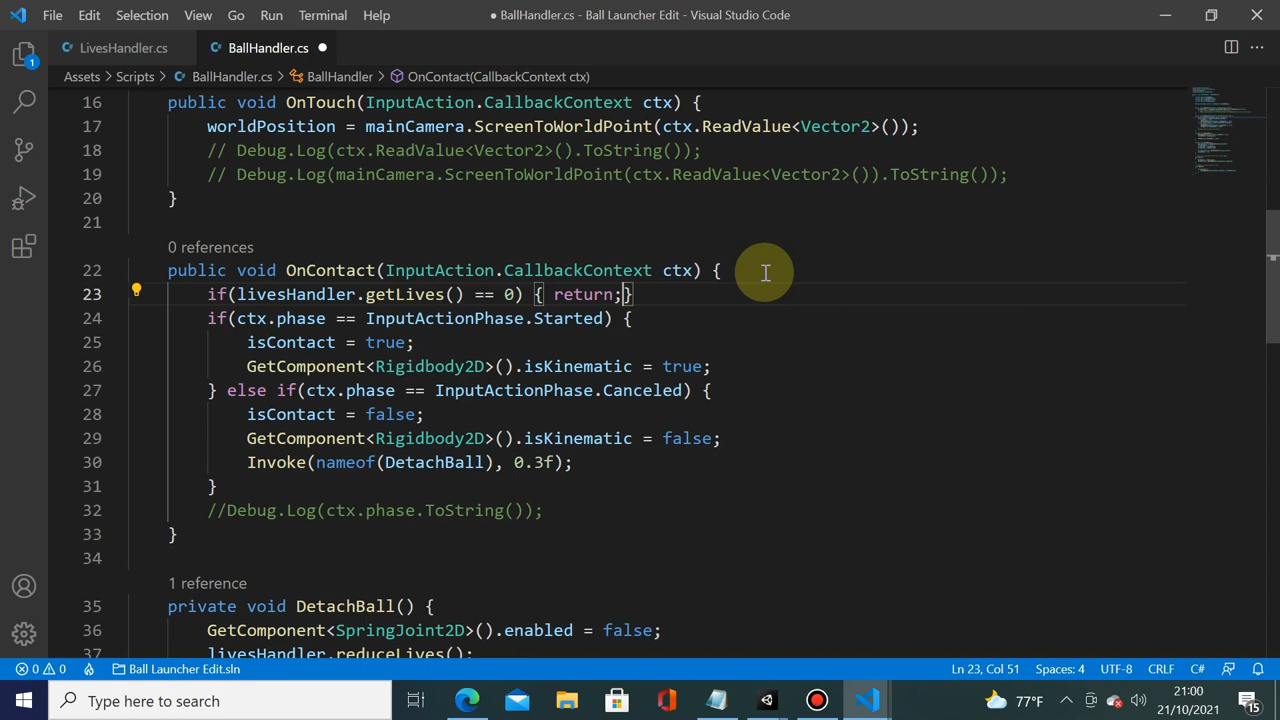 File Edit Selection View Go Run Terminal Help
● BallHandler.cs - Ball Launcher Edit - Visual Studio Code
LivesHandler.cs
BallHandler.cs
Assets > Scripts > BallHandler.cs > BallHandler > OnContact(CallbackContext ctx)
1
16 public void OnTouch(InputAction.CallbackContext ctx) {
17 worldPosition = mainCamera.ScreenToWorldPoint(ctx.ReadValue<Vector2>());
18 // Debug.Log(ctx.ReadValue<Vector2>().ToString());
19 // Debug.Log(mainCamera.ScreenToWorldPoint(ctx.ReadValue<Vector2>()).ToString());
20 }
21
0 references
22 public void OnContact(InputAction.CallbackContext ctx) {
23 if(livesHandler.getLives() == 0) { return;}
24 if(ctx.phase == InputActionPhase.Started) {
25 isContact = true;
26 GetComponent<Rigidbody2D>().isKinematic = true;
27 } else if(ctx.phase == InputActionPhase.Canceled) {
28 isContact = false;
29 GetComponent<Rigidbody2D>().isKinematic = false;
30 Invoke(nameof(DetachBall), 0.3f);
31 }
32 //Debug.Log(ctx.phase.ToString());
33 }
34
1 reference
35 private void DetachBall() {
36 GetComponent<SpringJoint2D>().enabled = false;
37 livesHandler.reduceLives();
0 0 Ball Launcher Edit.sln
Ln 23, Col 51 Spaces: 4 UTF-8 CRLF C#
Type here to search
77°F
21:00
21/10/2021
15